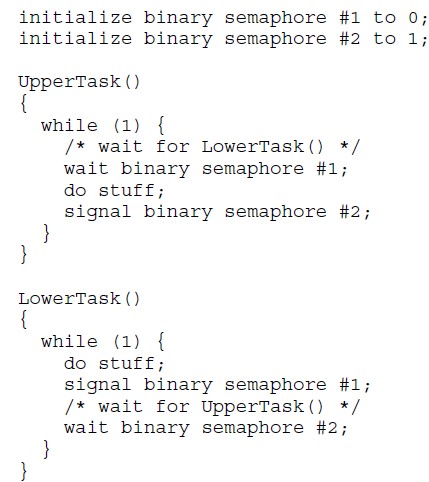 initialize binary semaphore #1 to 0;
initialize binary semaphore #2 to 1;

UpperTask()
{
  while (1) {
    /* wait for LowerTask() */
    wait binary semaphore #1;
    do stuff;
    signal binary semaphore #2;
  }
}

LowerTask()
{
  while (1) {
    do stuff;
    signal binary semaphore #1;
    /* wait for UpperTask() */
    wait binary semaphore #2;
  }
}